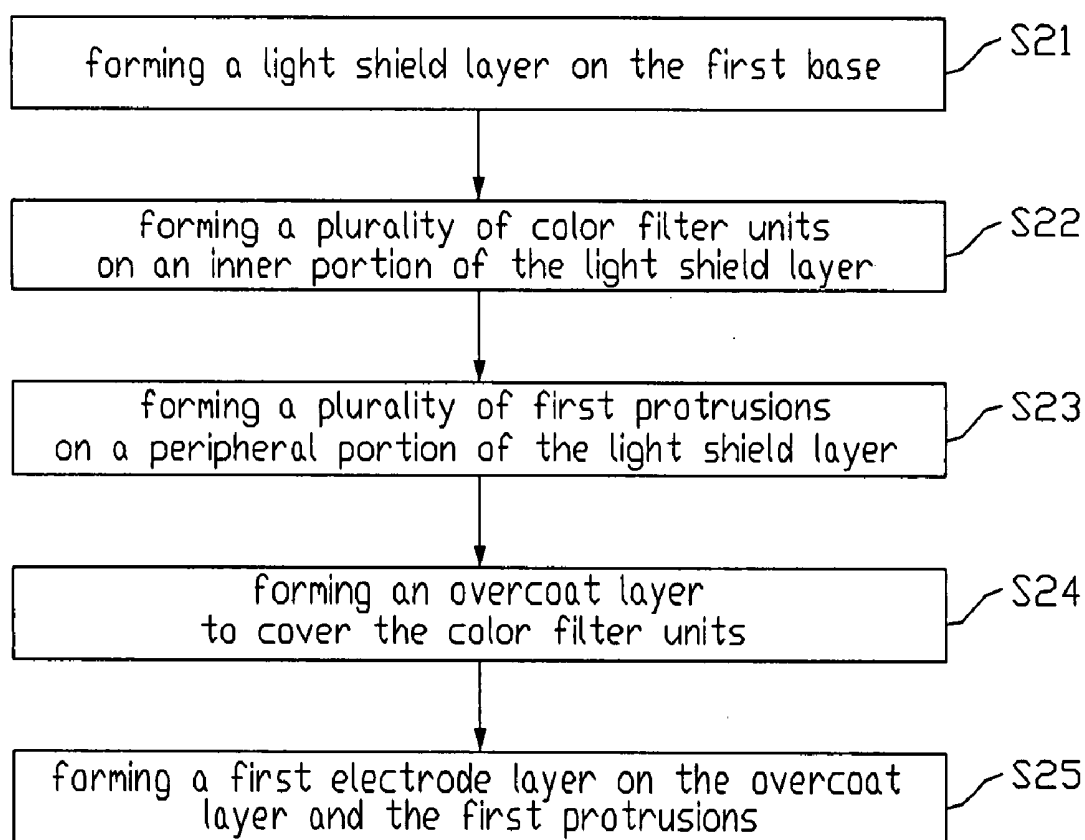 forming a light shield layer on the first base
S21
forming a plurality of color filter units
on an inner portion of the light shield layer
S22
forming a plurality of first protrusions
on a peripheral portion of the light shield layer
S23
forming an overcoat layer
to cover the color filter units
S24
forming a first electrode layer on the overcoat
layer and the first protrusions
S25